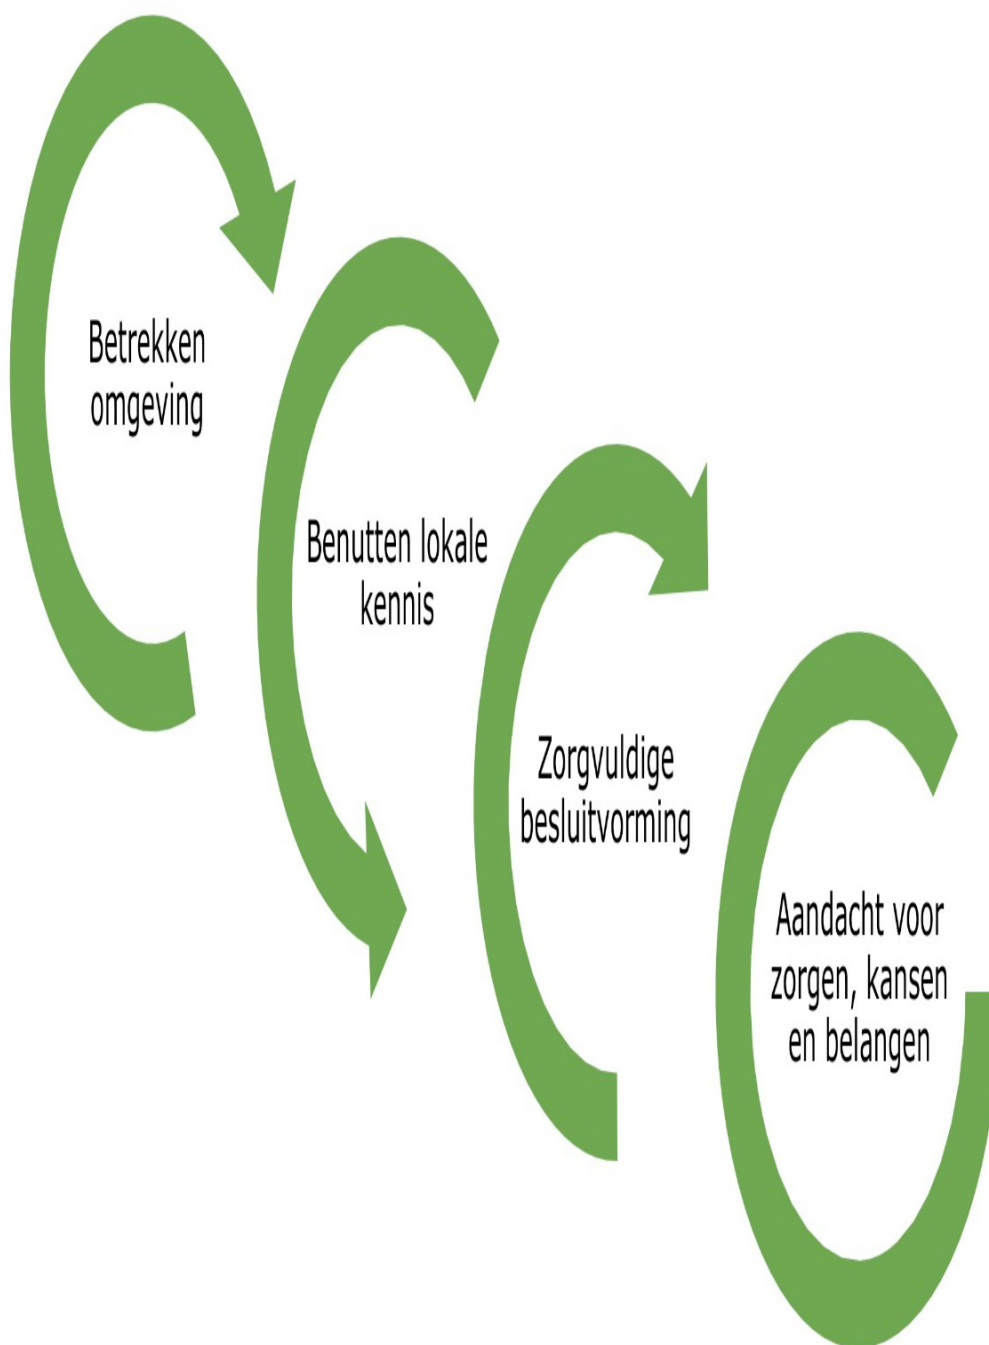 Betrekken
omgeving
Benutten lokale
kennis
Zorgvuldige
besluitvorming
Aandacht voor
zorgen, kansen
en belangen